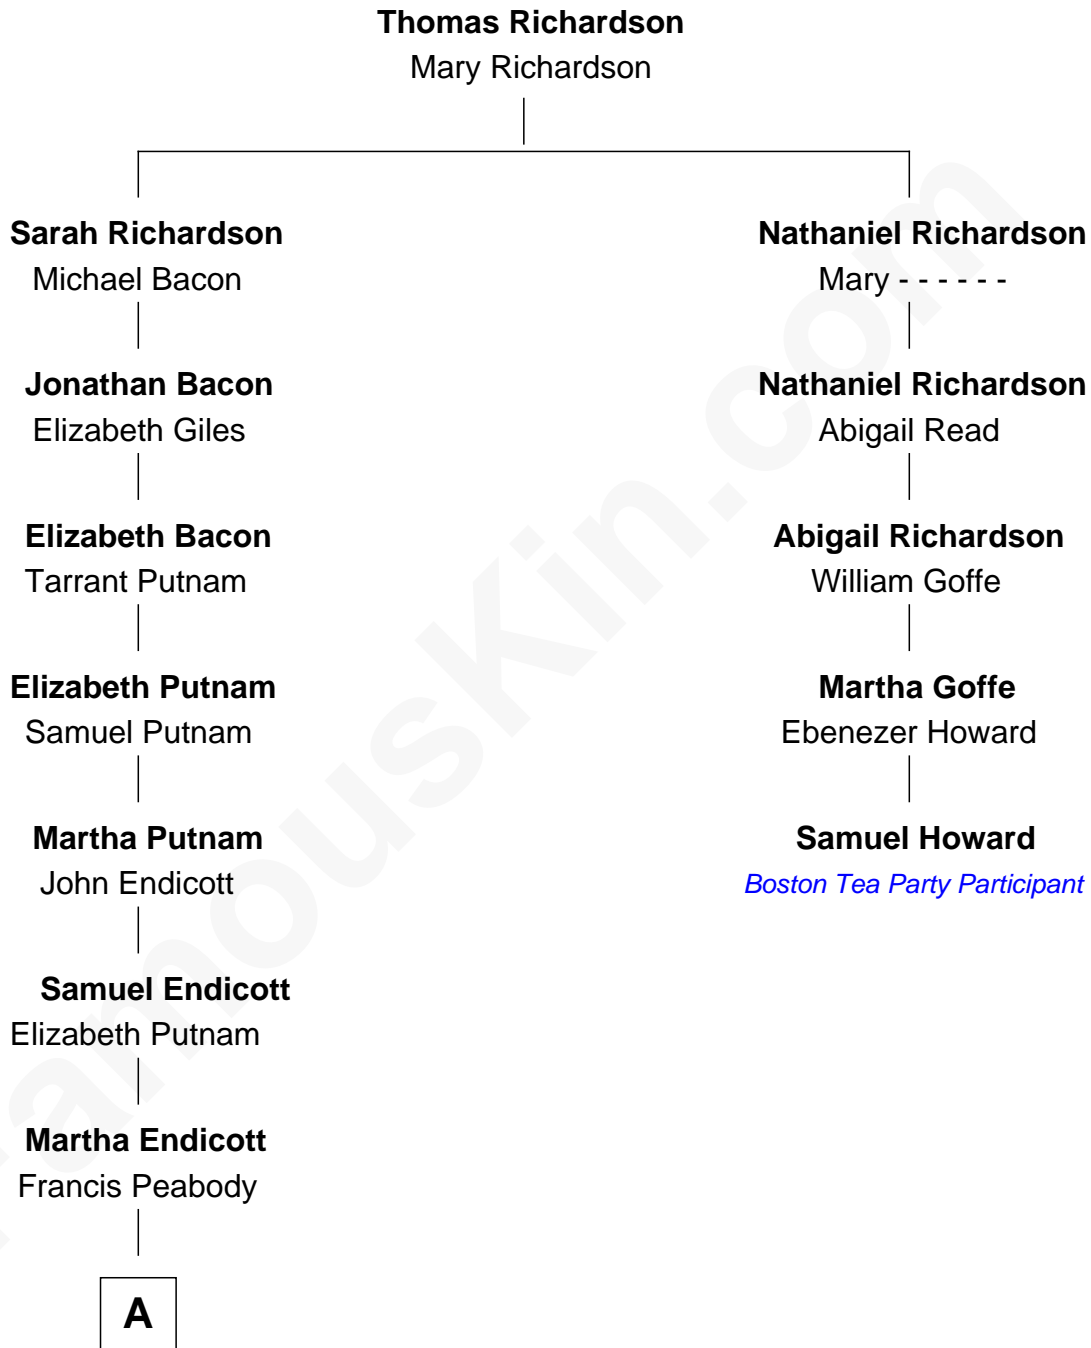 Thomas Richardson
Mary Richardson
Sarah Richardson
Michael Bacon
Nathaniel Richardson
Mary - - - - - -
Jonathan Bacon
Elizabeth Giles
Nathaniel Richardson
Abigail Read
Elizabeth Bacon
Tarrant Putnam
Abigail Richardson
William Goffe
Elizabeth Putnam
Samuel Putnam
Martha Goffe
Ebenezer Howard
Martha Putnam
John Endicott
Samuel Howard
Boston Tea Party Participant
Samuel Endicott
Elizabeth Putnam
Martha Endicott
Francis Peabody
A
FamousKin.com